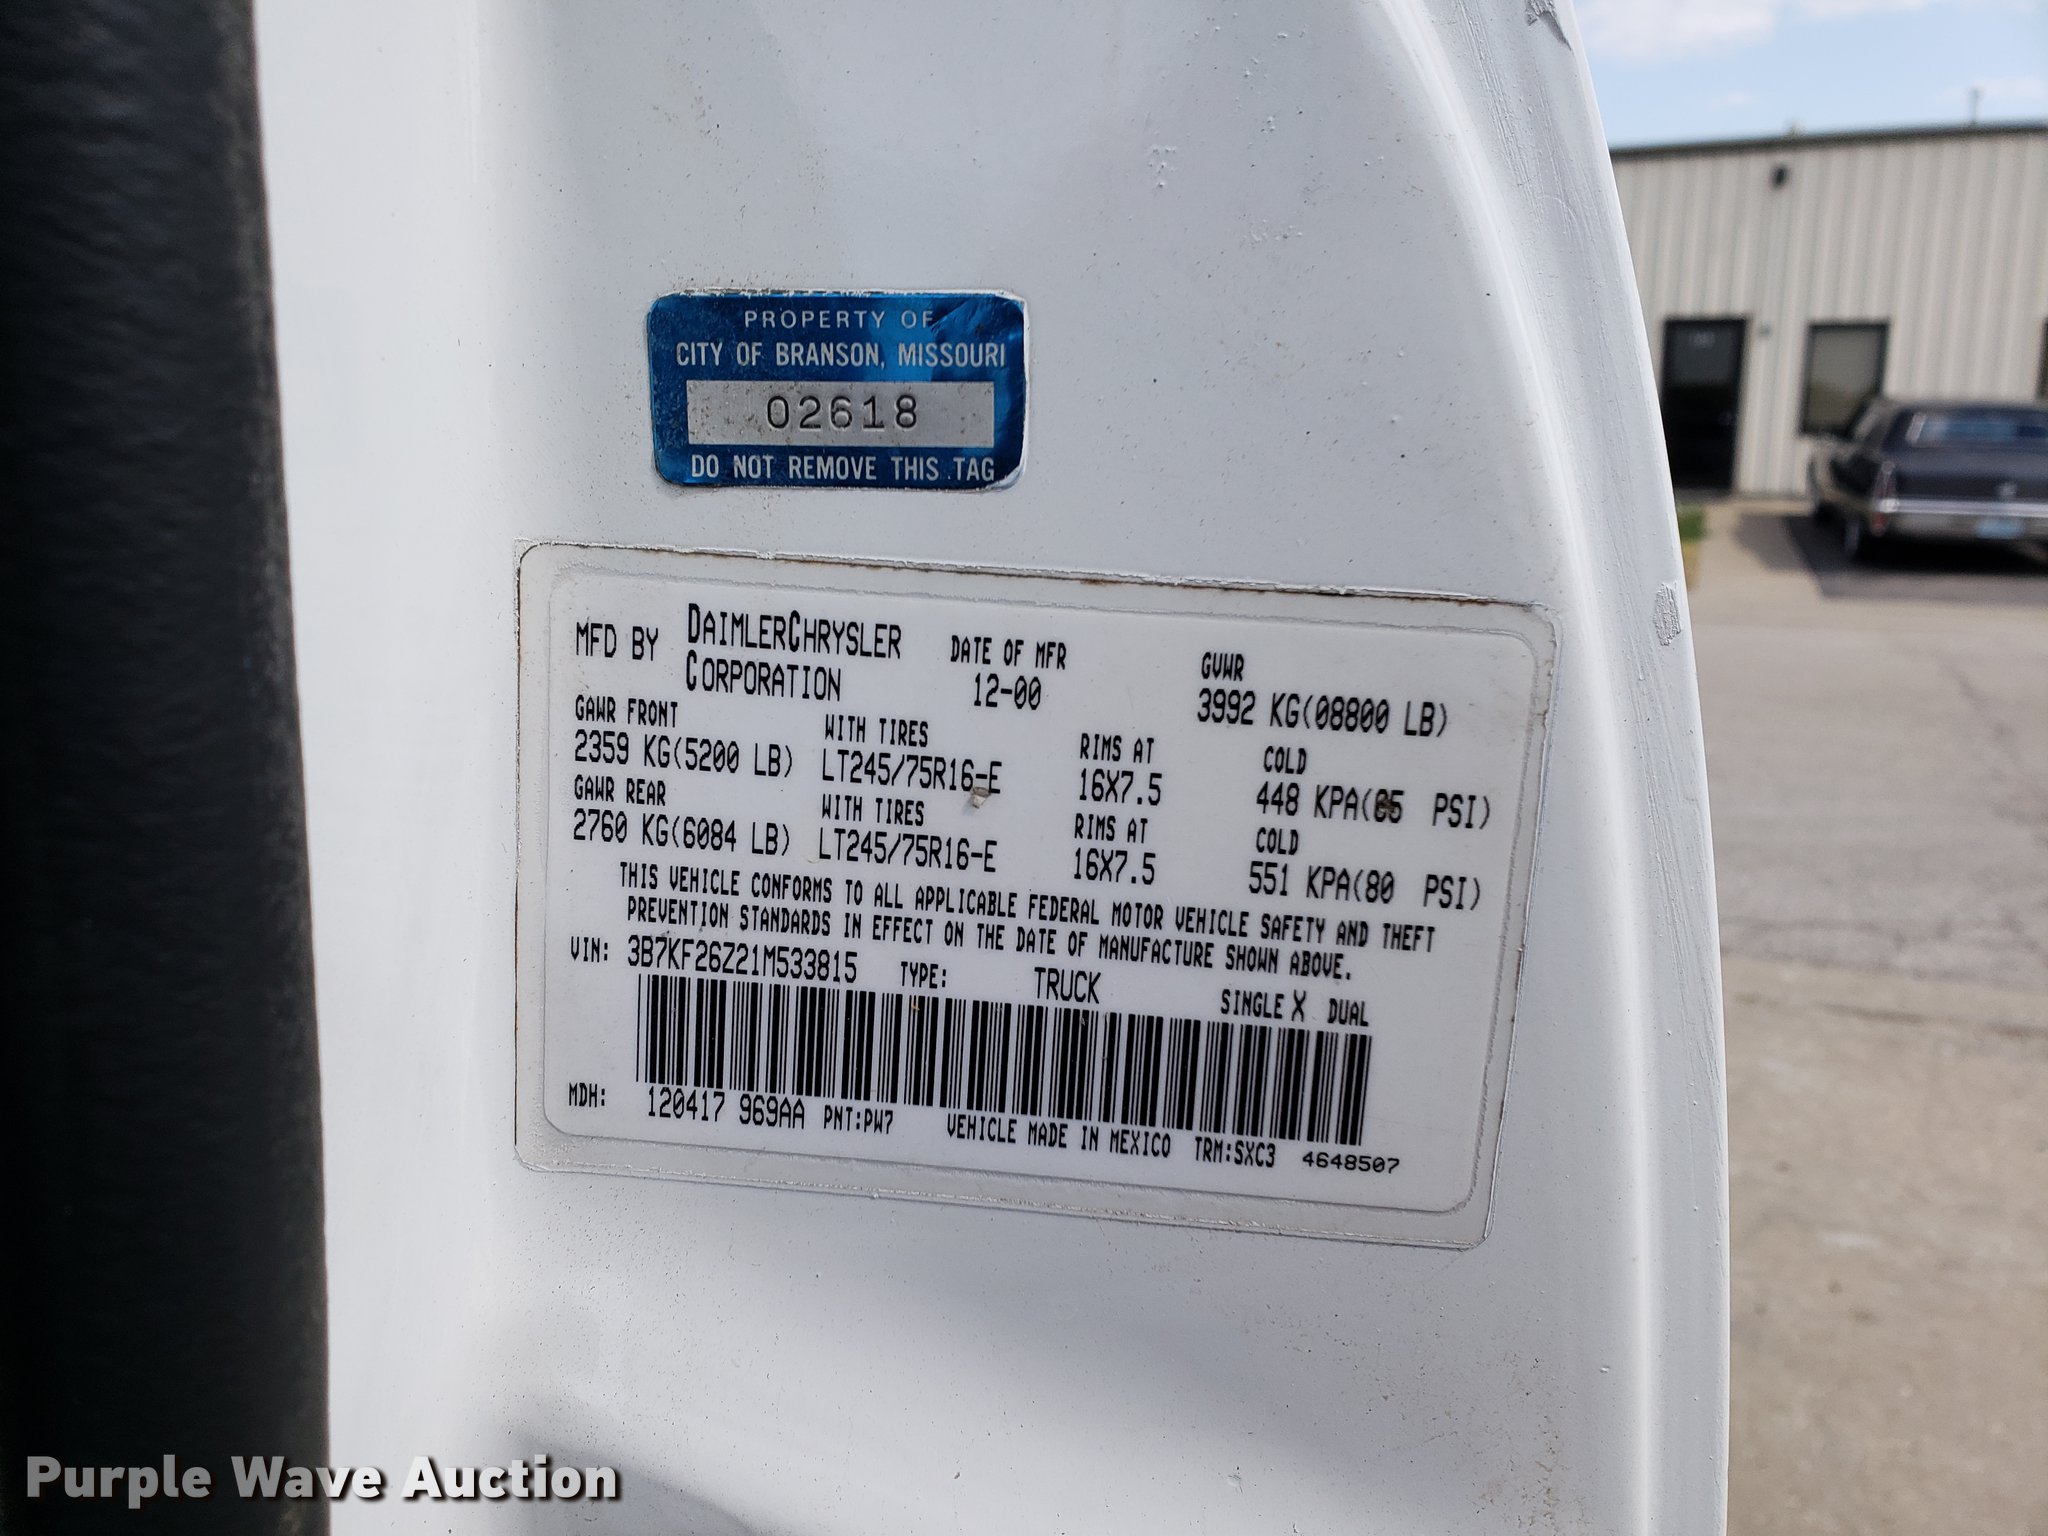 PROPERTY OF
CITY OF BRANSON, MISSOURI
02618
DO NOT REMOVE THIS TAG
MFD BY DAIMLERCHRYSLER CORPORATION DATE OF MFR 12-00 GVWR 3992 KG(08800 LB)
GAWR FRONT WITH TIRES RIMS AT COLD
2359 KG(5200 LB) LT245/75R16-E 16X7.5 448 KPA( PSI)
GAWR REAR WITH TIRES RIMS AT COLD
2760 KG(6084 LB) LT245/75R16-E 16X7.5 551 KPA(80 PSI)
THIS VEHICLE CONFORMS TO ALL APPLICABLE FEDERAL MOTOR VEHICLE SAFETY AND THEFT
PREVENTION STANDARDS IN EFFECT ON THE DATE OF MANUFACTURE SHOWN ABOVE.
VIN: 3B7KF26Z21M533815 TYPE: TRUCK SINGLE X DUAL
MDH: 120417 969AA PNT:PW7 VEHICLE MADE IN MEXICO TRM:SXC3 4648507
Purple Wave Auction